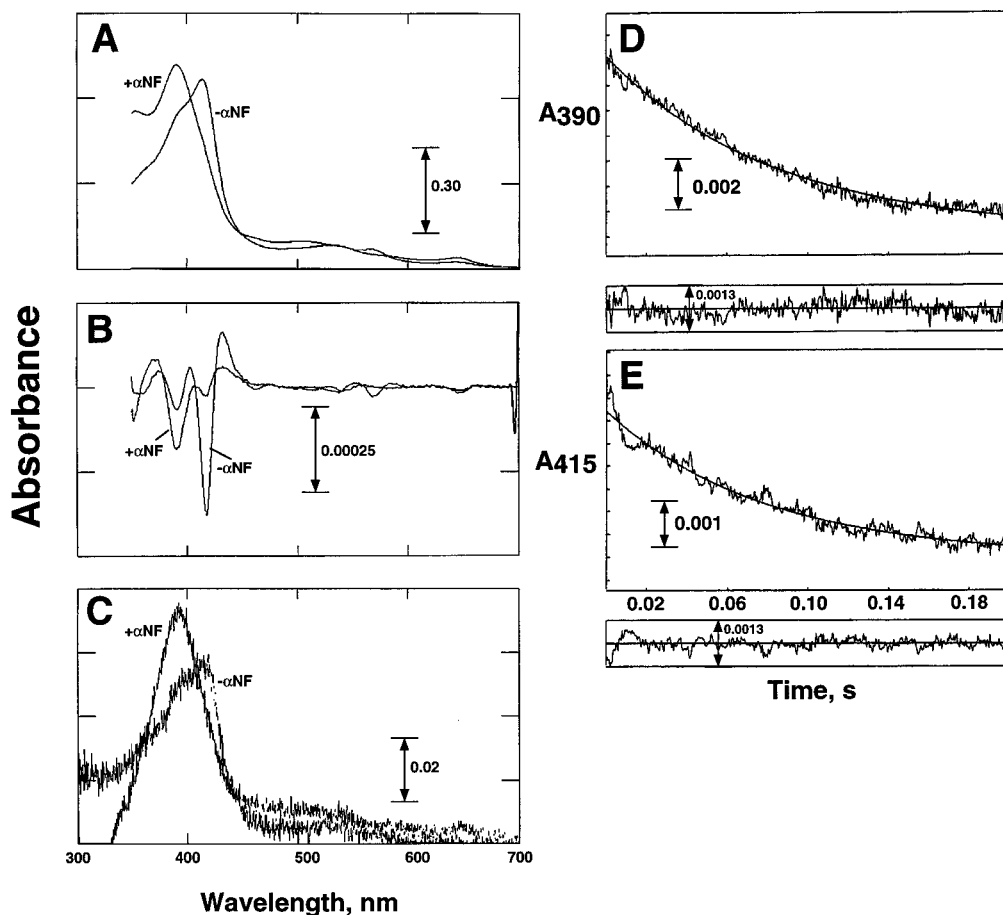 A
+αNF
-αNF
0.30
B
+αNF
-αNF
0.00025
C
+αNF
-αNF
0.02
300
400
500
600
700
Wavelength, nm
Absorbance
D
A390
0.002
0.0013
E
A415
0.001
0.02
0.06
0.10
0.14
0.18
0.0013
Time, s